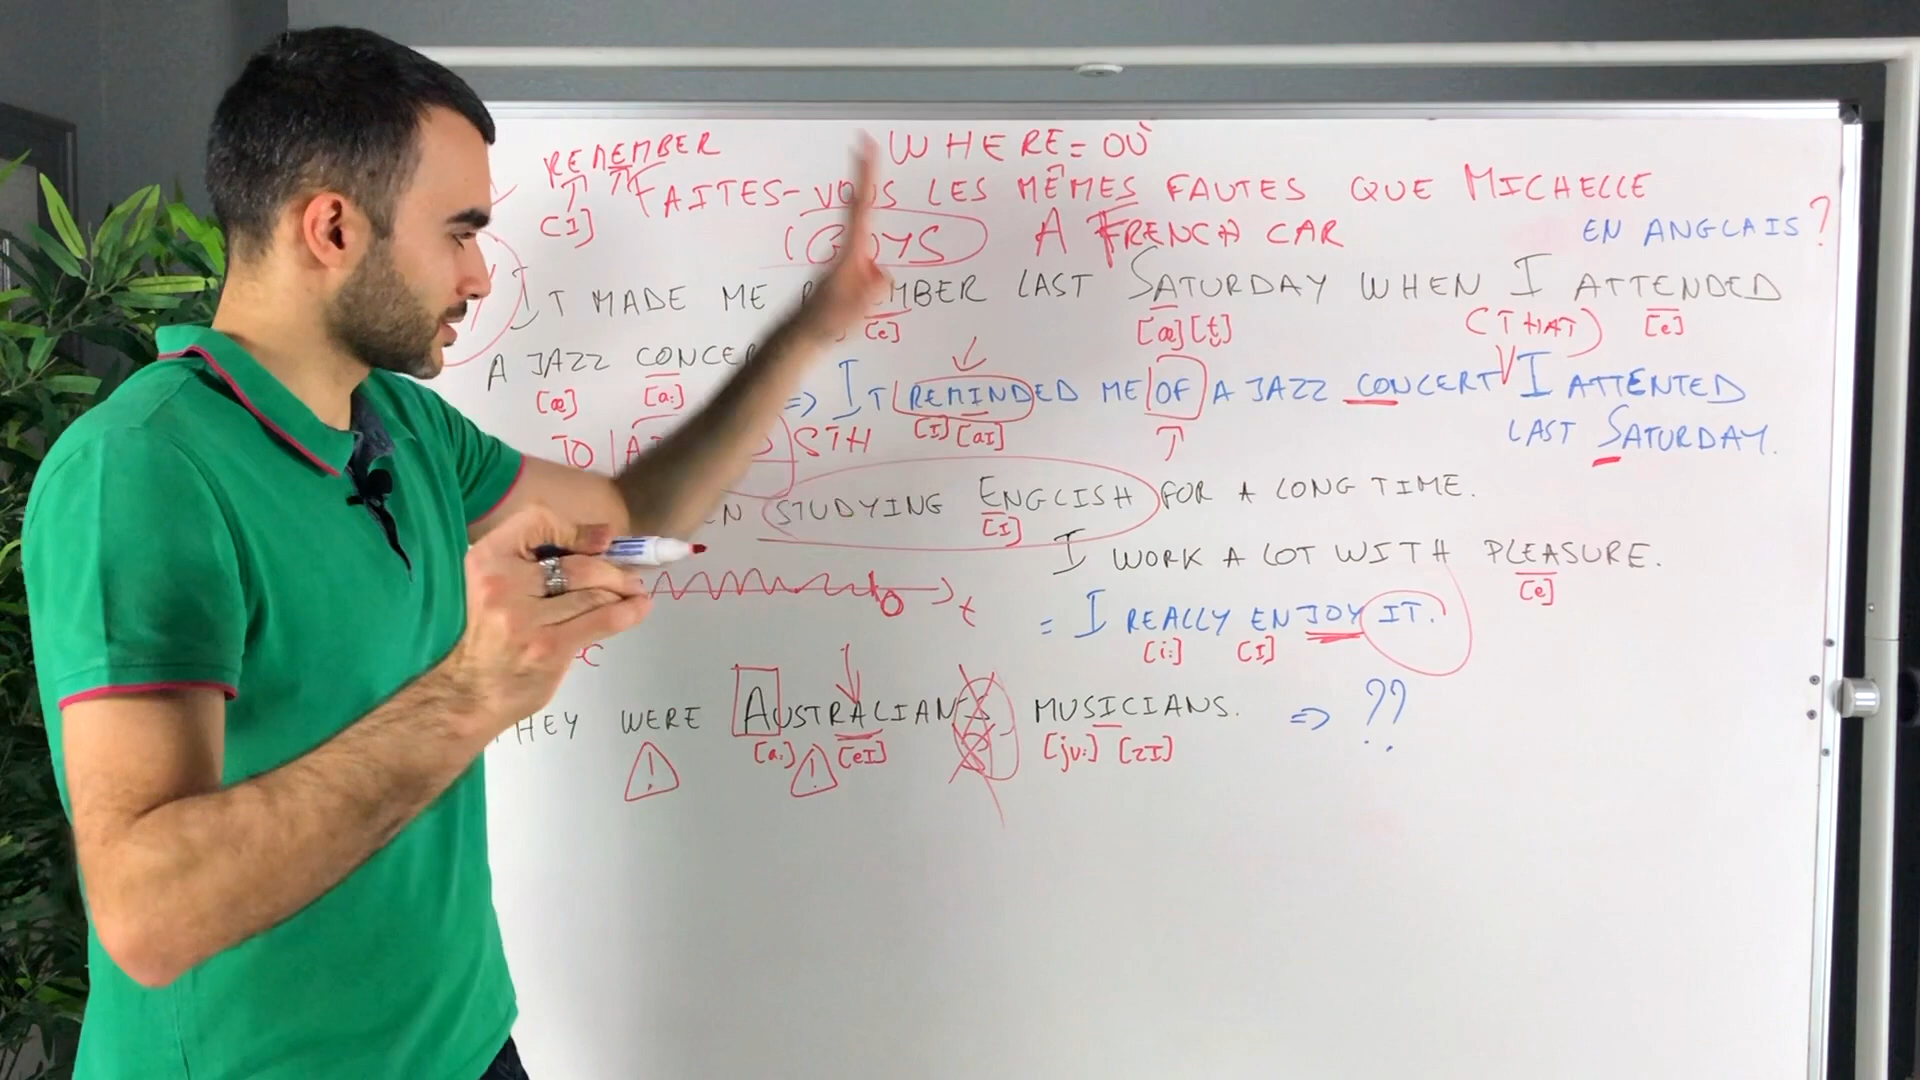 REMEMBER WHERE = OÙ
[I] FAITES-VOUS LES MÊMES FAUTES QUE MICHELLE
GUYS A FRENCH CAR EN ANGLAIS ?
IT MADE ME LAST SATURDAY WHEN I ATTENDED
[e] [æ] [t] (THAT) [e]
A JAZZ
[æ] [a:]
=> IT REMINDED ME OF A JAZZ CONCERT I ATTENTED
[I] [aI]
LAST SATURDAY.
TO STH
STUDYING ENGLISH FOR A LONG TIME.
[I]
I WORK A LOT WITH PLEASURE.
[e]
t
= I REALLY ENJOY IT.
[i:] [I]
WERE AUSTRALIANS MUSICIANS. => ??
! [a:] ! [eI] [ju:] [zI]